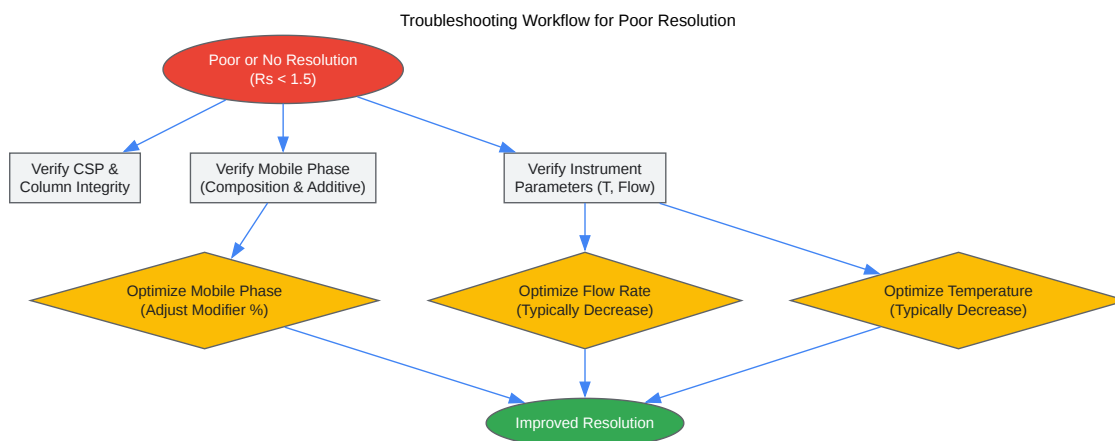 Troubleshooting Workflow for Poor Resolution
Poor or No Resolution
(Rs < 1.5)
Verify CSP &
Column Integrity
Verify Mobile Phase
(Composition & Additive)
Verify Instrument
Parameters (T, Flow)
Optimize Mobile Phase
(Adjust Modifier %)
Optimize Flow Rate
(Typically Decrease)
Optimize Temperature
(Typically Decrease)
Improved Resolution